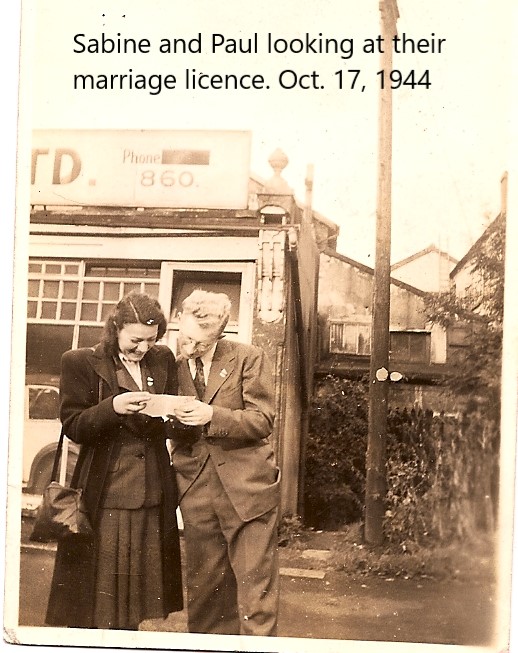 Sabine and Paul looking at their
marriage licence. Oct. 17, 1944
TD.
Phone
860.